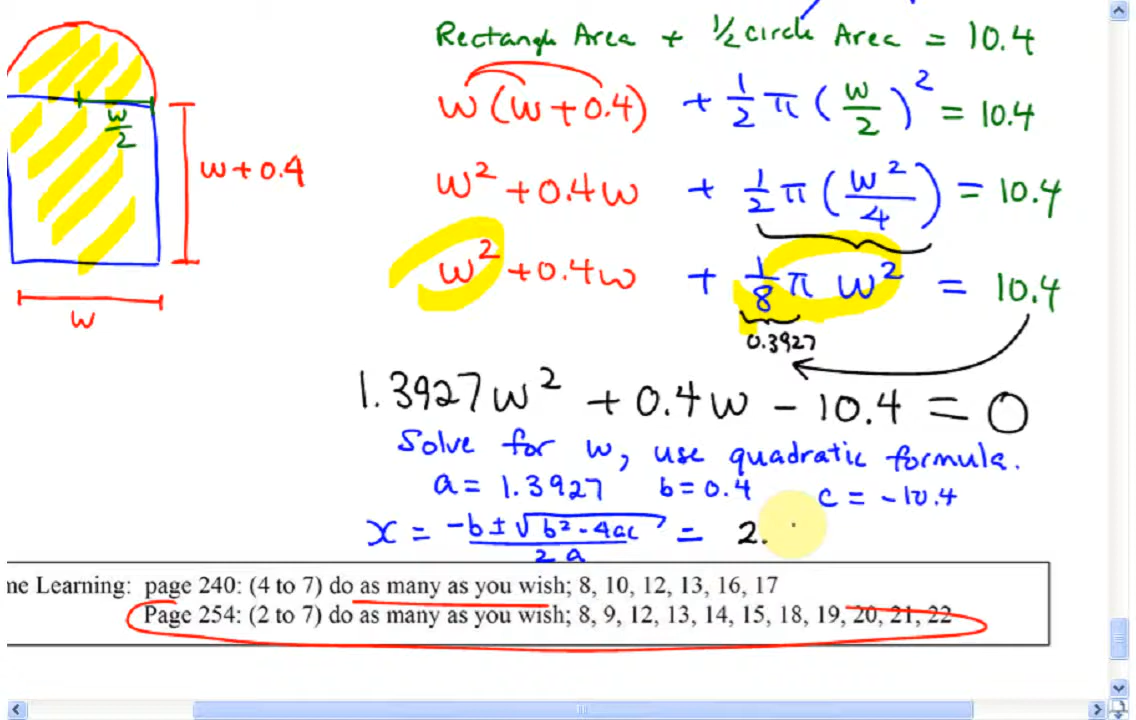 Rectangle Area + 1/2 circle Area = 10.4
w(w + 0.4) + 1/2 π (w/2)² = 10.4
w/2
w + 0.4
w² + 0.4w + 1/2 π (w²/4) = 10.4
w² + 0.4w + 1/8 π w² = 10.4
w
0.3927
1.3927w² + 0.4w - 10.4 = 0
Solve for w, use quadratic formula.
a = 1.3927 b = 0.4 c = -10.4
x = (-b ± √(b² - 4ac))/2a = 2.
me Learning: page 240: (4 to 7) do as many as you wish; 8, 10, 12, 13, 16, 17
Page 254: (2 to 7) do as many as you wish; 8, 9, 12, 13, 14, 15, 18, 19, 20, 21, 22